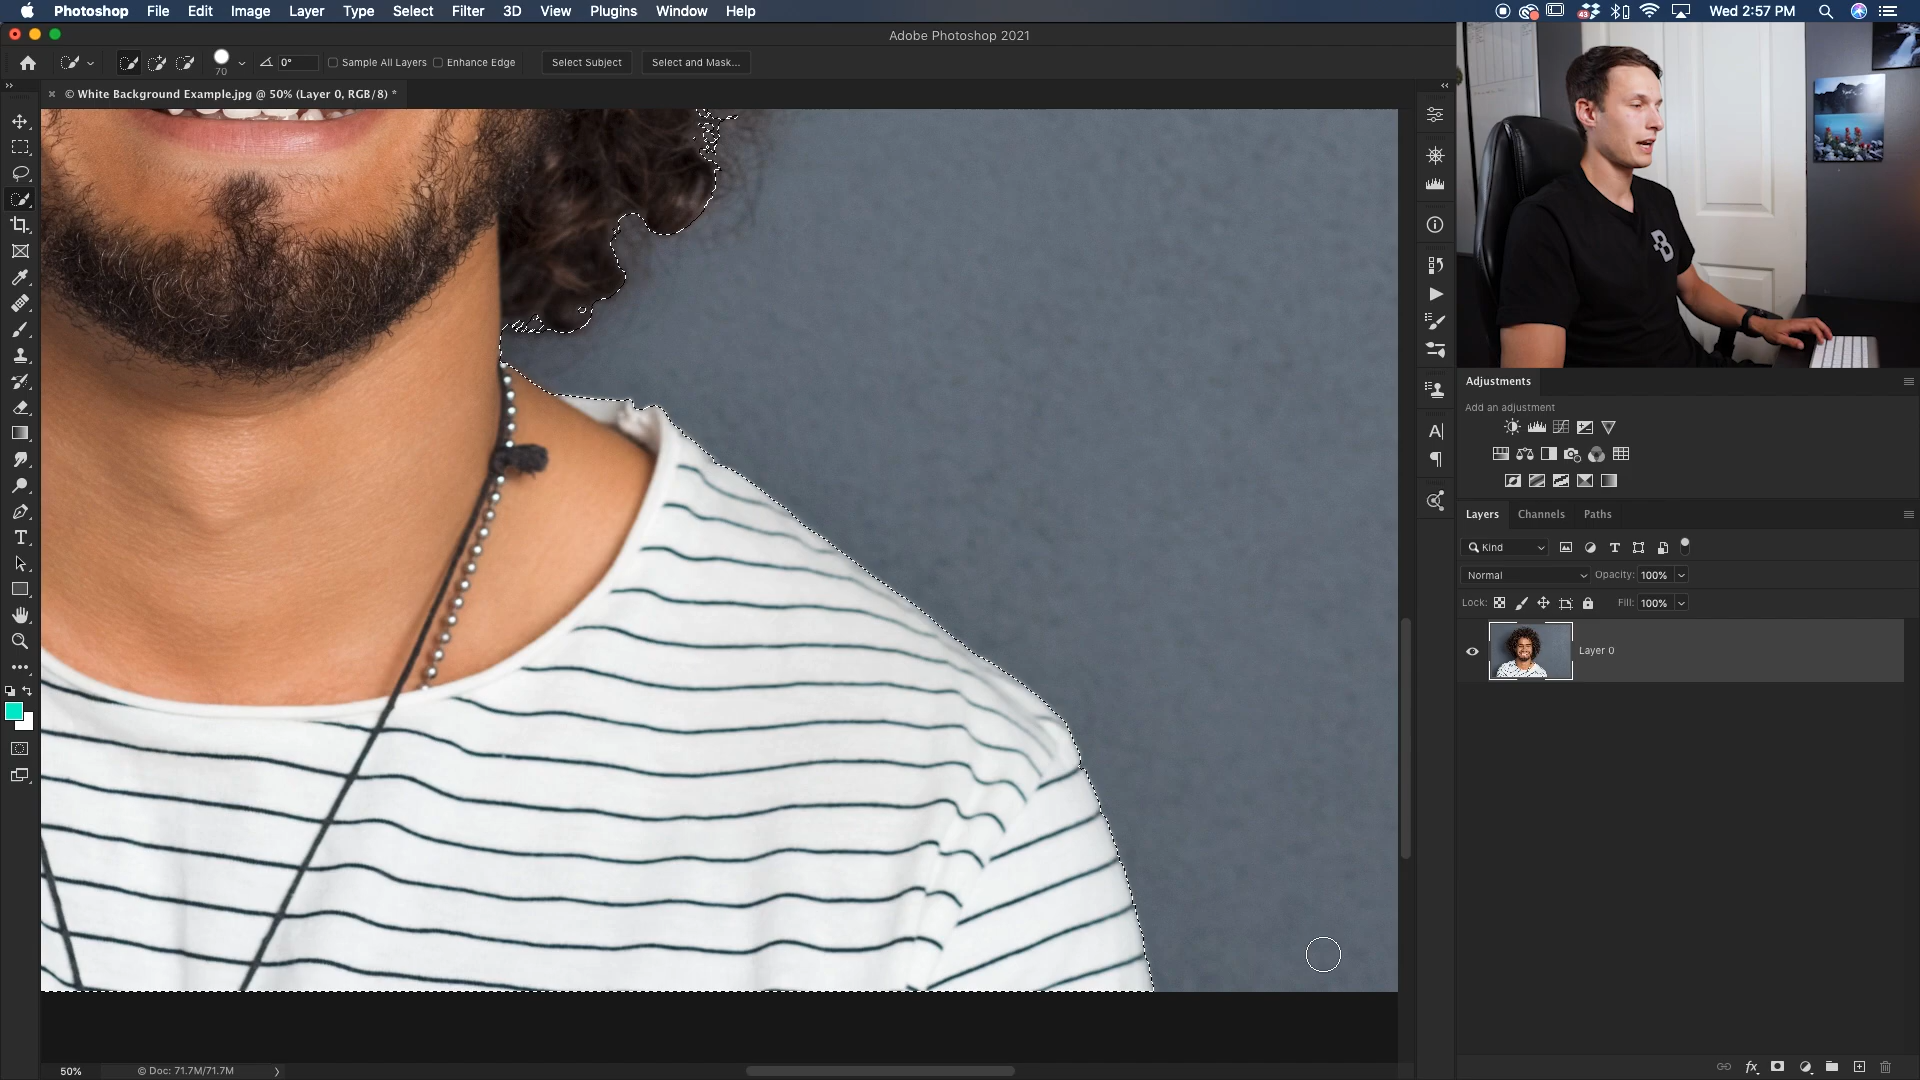 Photoshop File Edit Image Layer Type Select Filter 3D View Plugins Window Help
43 Wed 2:57 PM
Adobe Photoshop 2021
70 0° Sample All Layers Enhance Edge Select Subject Select and Mask...
© White Background Example.jpg @ 50% (Layer 0, RGB/8) *
B
Adjustments
Add an adjustment
Layers Channels Paths
Kind
Normal Opacity: 100%
Lock: Fill: 100%
Layer 0
50% © Doc: 71.7M/71.7M
fx